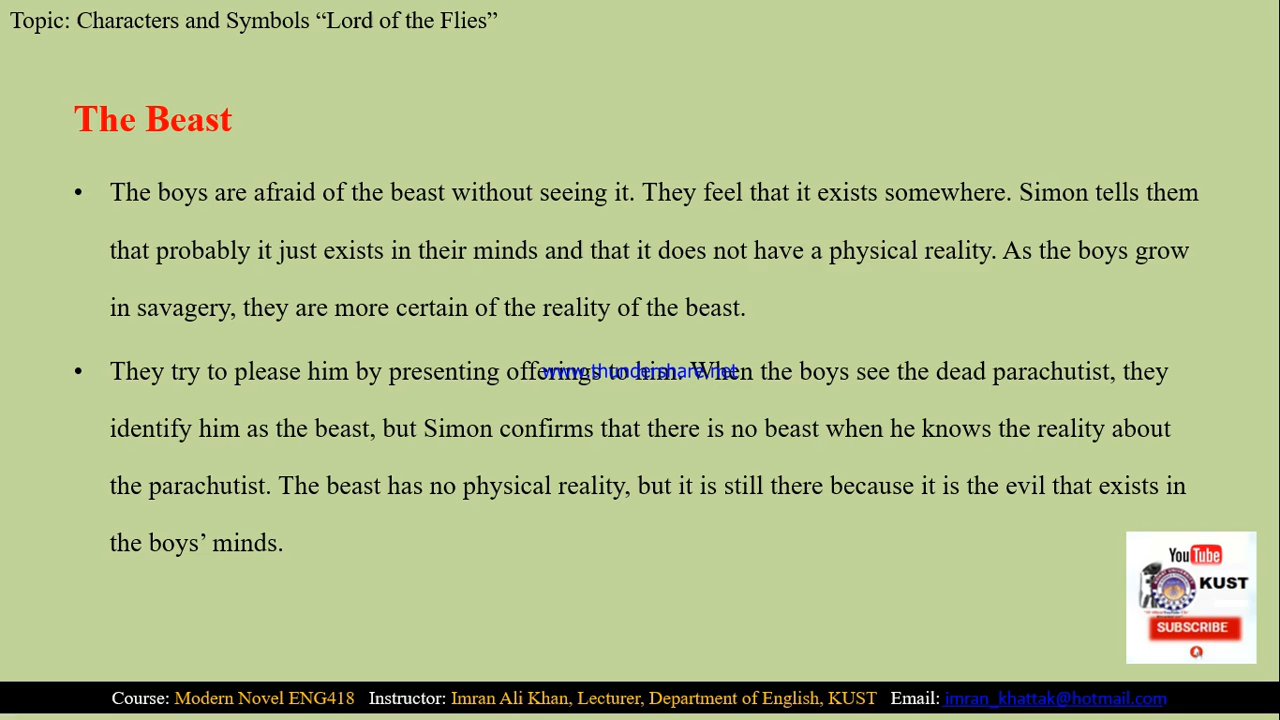 Topic: Characters and Symbols “Lord of the Flies”
The Beast
• The boys are afraid of the beast without seeing it. They feel that it exists somewhere. Simon tells them
that probably it just exists in their minds and that it does not have a physical reality. As the boys grow
in savagery, they are more certain of the reality of the beast.
• They try to please him by presenting offerings to him. When the boys see the dead parachutist, they
www.thundershare.net
identify him as the beast, but Simon confirms that there is no beast when he knows the reality about
the parachutist. The beast has no physical reality, but it is still there because it is the evil that exists in
the boys’ minds.
YouTube
KUST
SUBSCRIBE
Course: Modern Novel ENG418 Instructor: Imran Ali Khan, Lecturer, Department of English, KUST Email: imran_khattak@hotmail.com